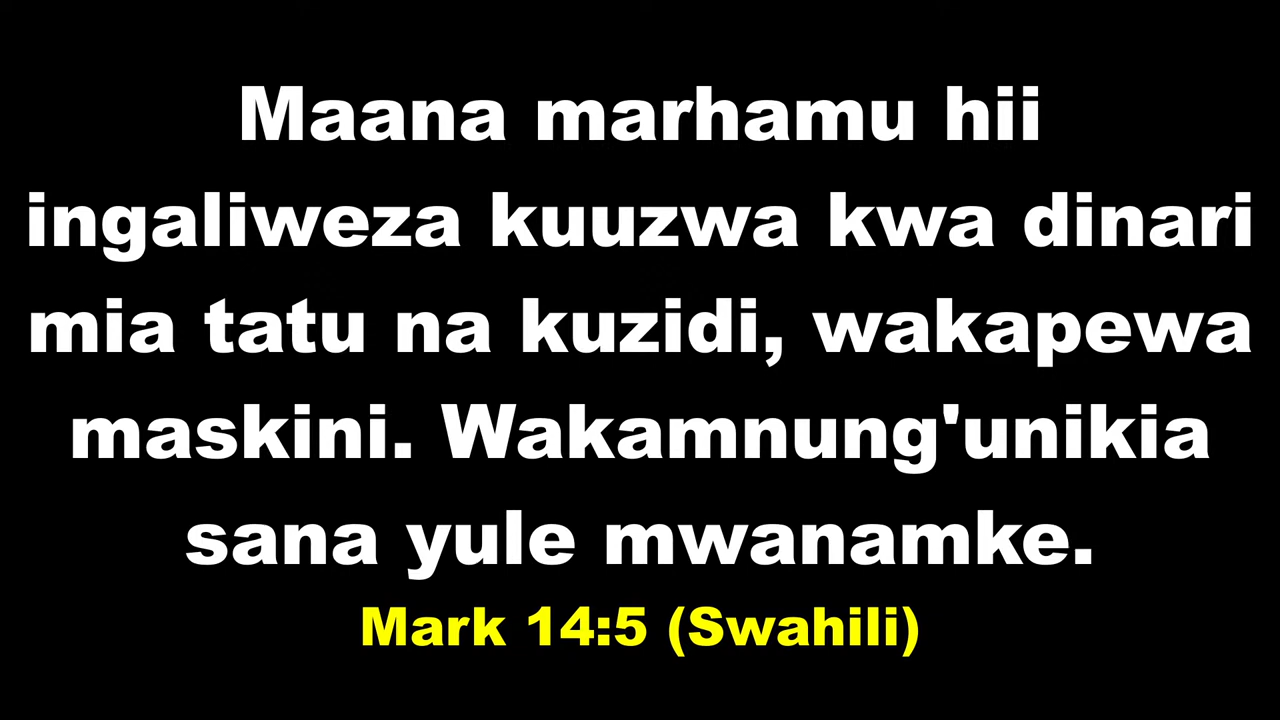 Maana marhamu hii
ingaliweza kuuzwa kwa dinari
mia tatu na kuzidi, wakapewa
maskini. Wakamnung'unikia
sana yule mwanamke.
Mark 14:5 (Swahili)